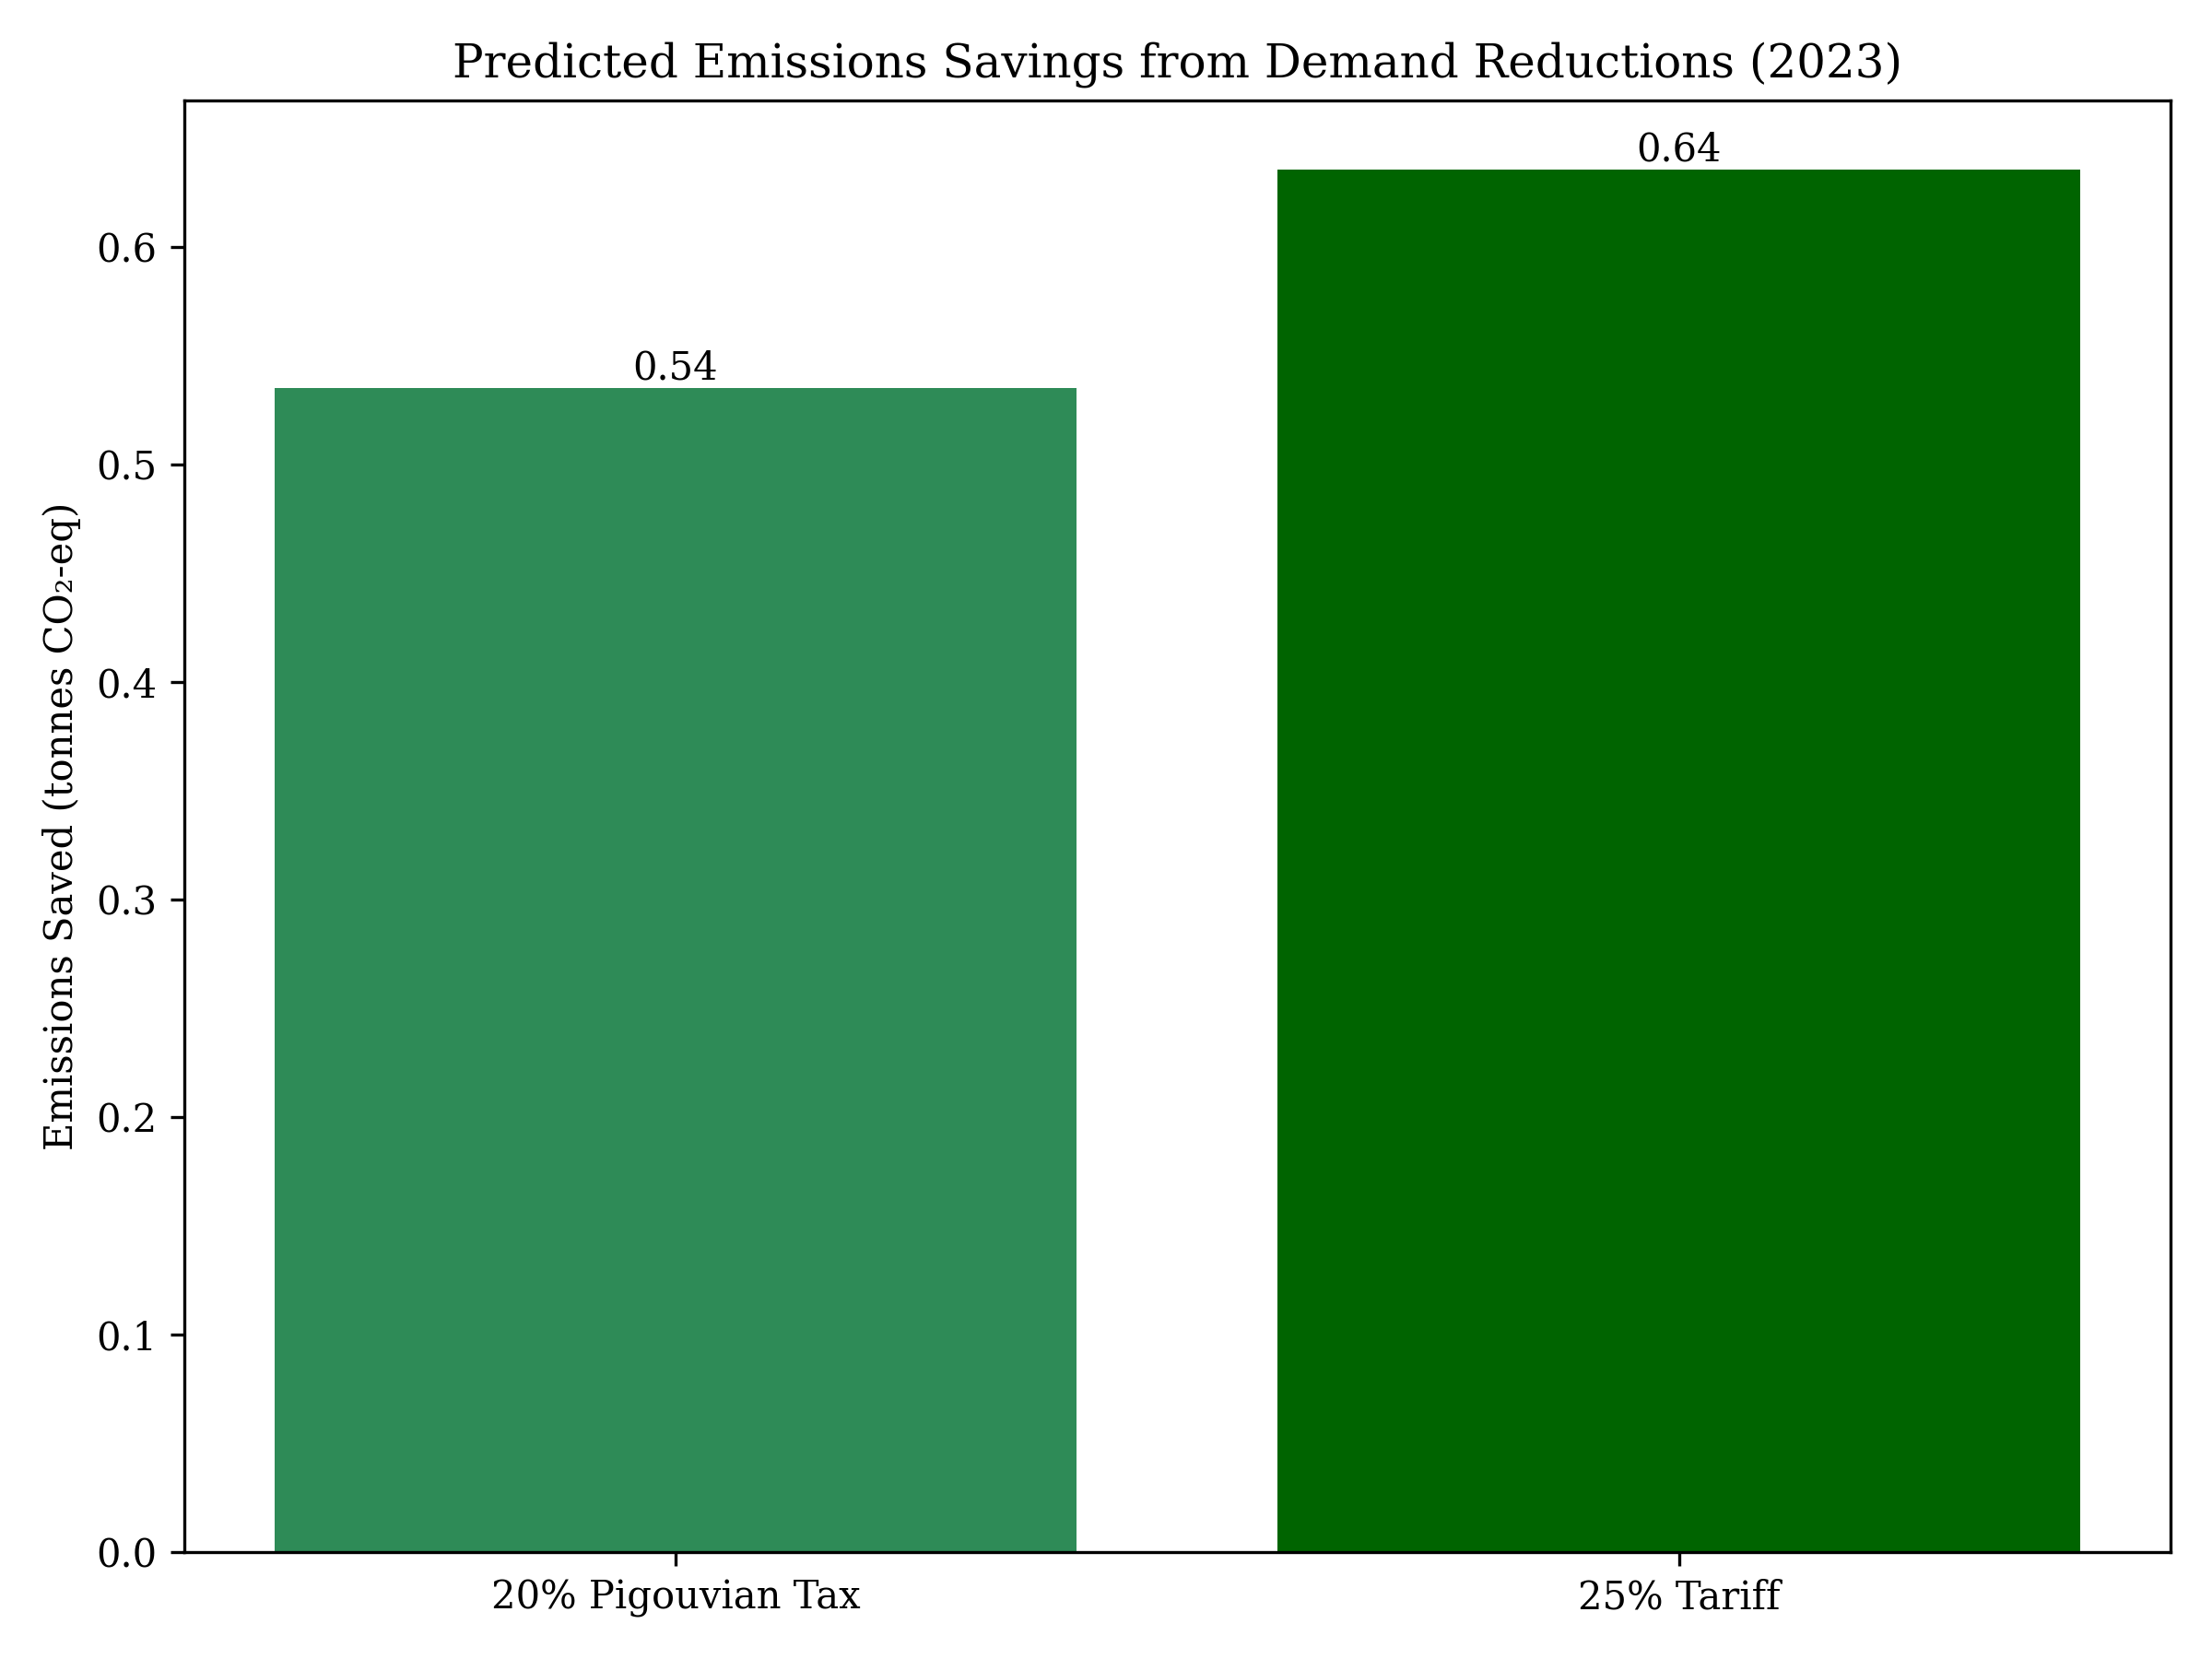 Predicted Emissions Savings from Demand Reductions (2023)
0.64
0.54
0.6
0.5
0.4
0.3
0.2
0.1
0.0
Emissions Saved (tonnes CO₂-eq)
20% Pigouvian Tax
25% Tariff